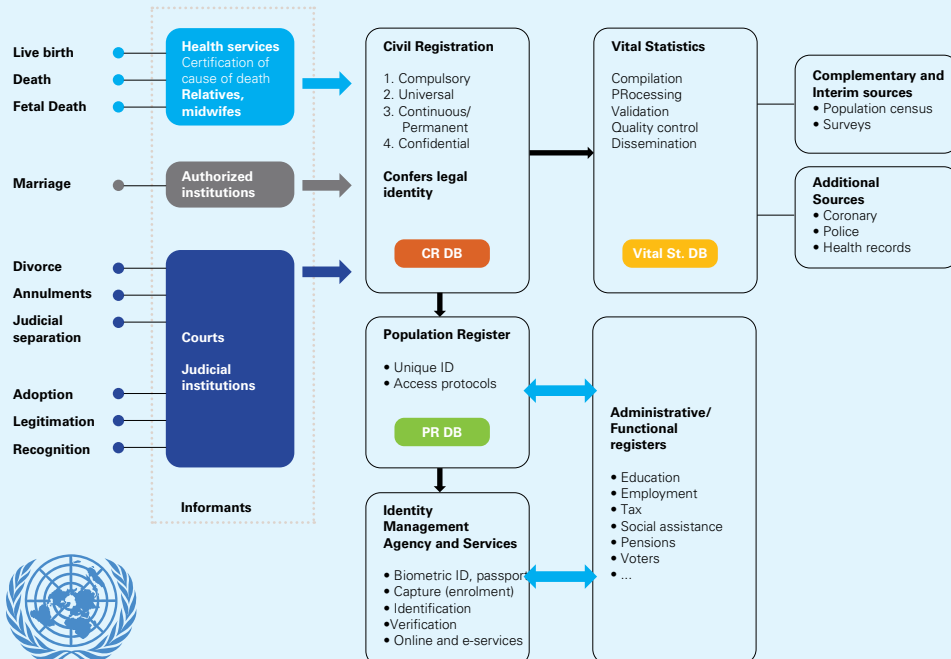 Live birth
Death
Fetal Death
Marriage
Divorce
Annulments
Judicial
separation
Adoption
Legitimation
Recognition
Health services
Certification of
cause of death
Relatives,
midwifes
Authorized
institutions
Courts
Judicial
institutions
Informants
Civil Registration
1. Compulsory
2. Universal
3. Continuous/
Permanent
4. Confidential
Confers legal
identity
CR DB
Vital Statistics
Compilation
PRocessing
Validation
Quality control
Dissemination
Vital St. DB
Complementary and
Interim sources
• Population census
• Surveys
Additional
Sources
• Coronary
• Police
• Health records
Population Register
• Unique ID
• Access protocols
PR DB
Identity
Management
Agency and Services
• Biometric ID, passport
• Capture (enrolment)
• Identification
•Verification
• Online and e-services
Administrative/
Functional
registers
• Education
• Employment
• Tax
• Social assistance
• Pensions
• Voters
• ...